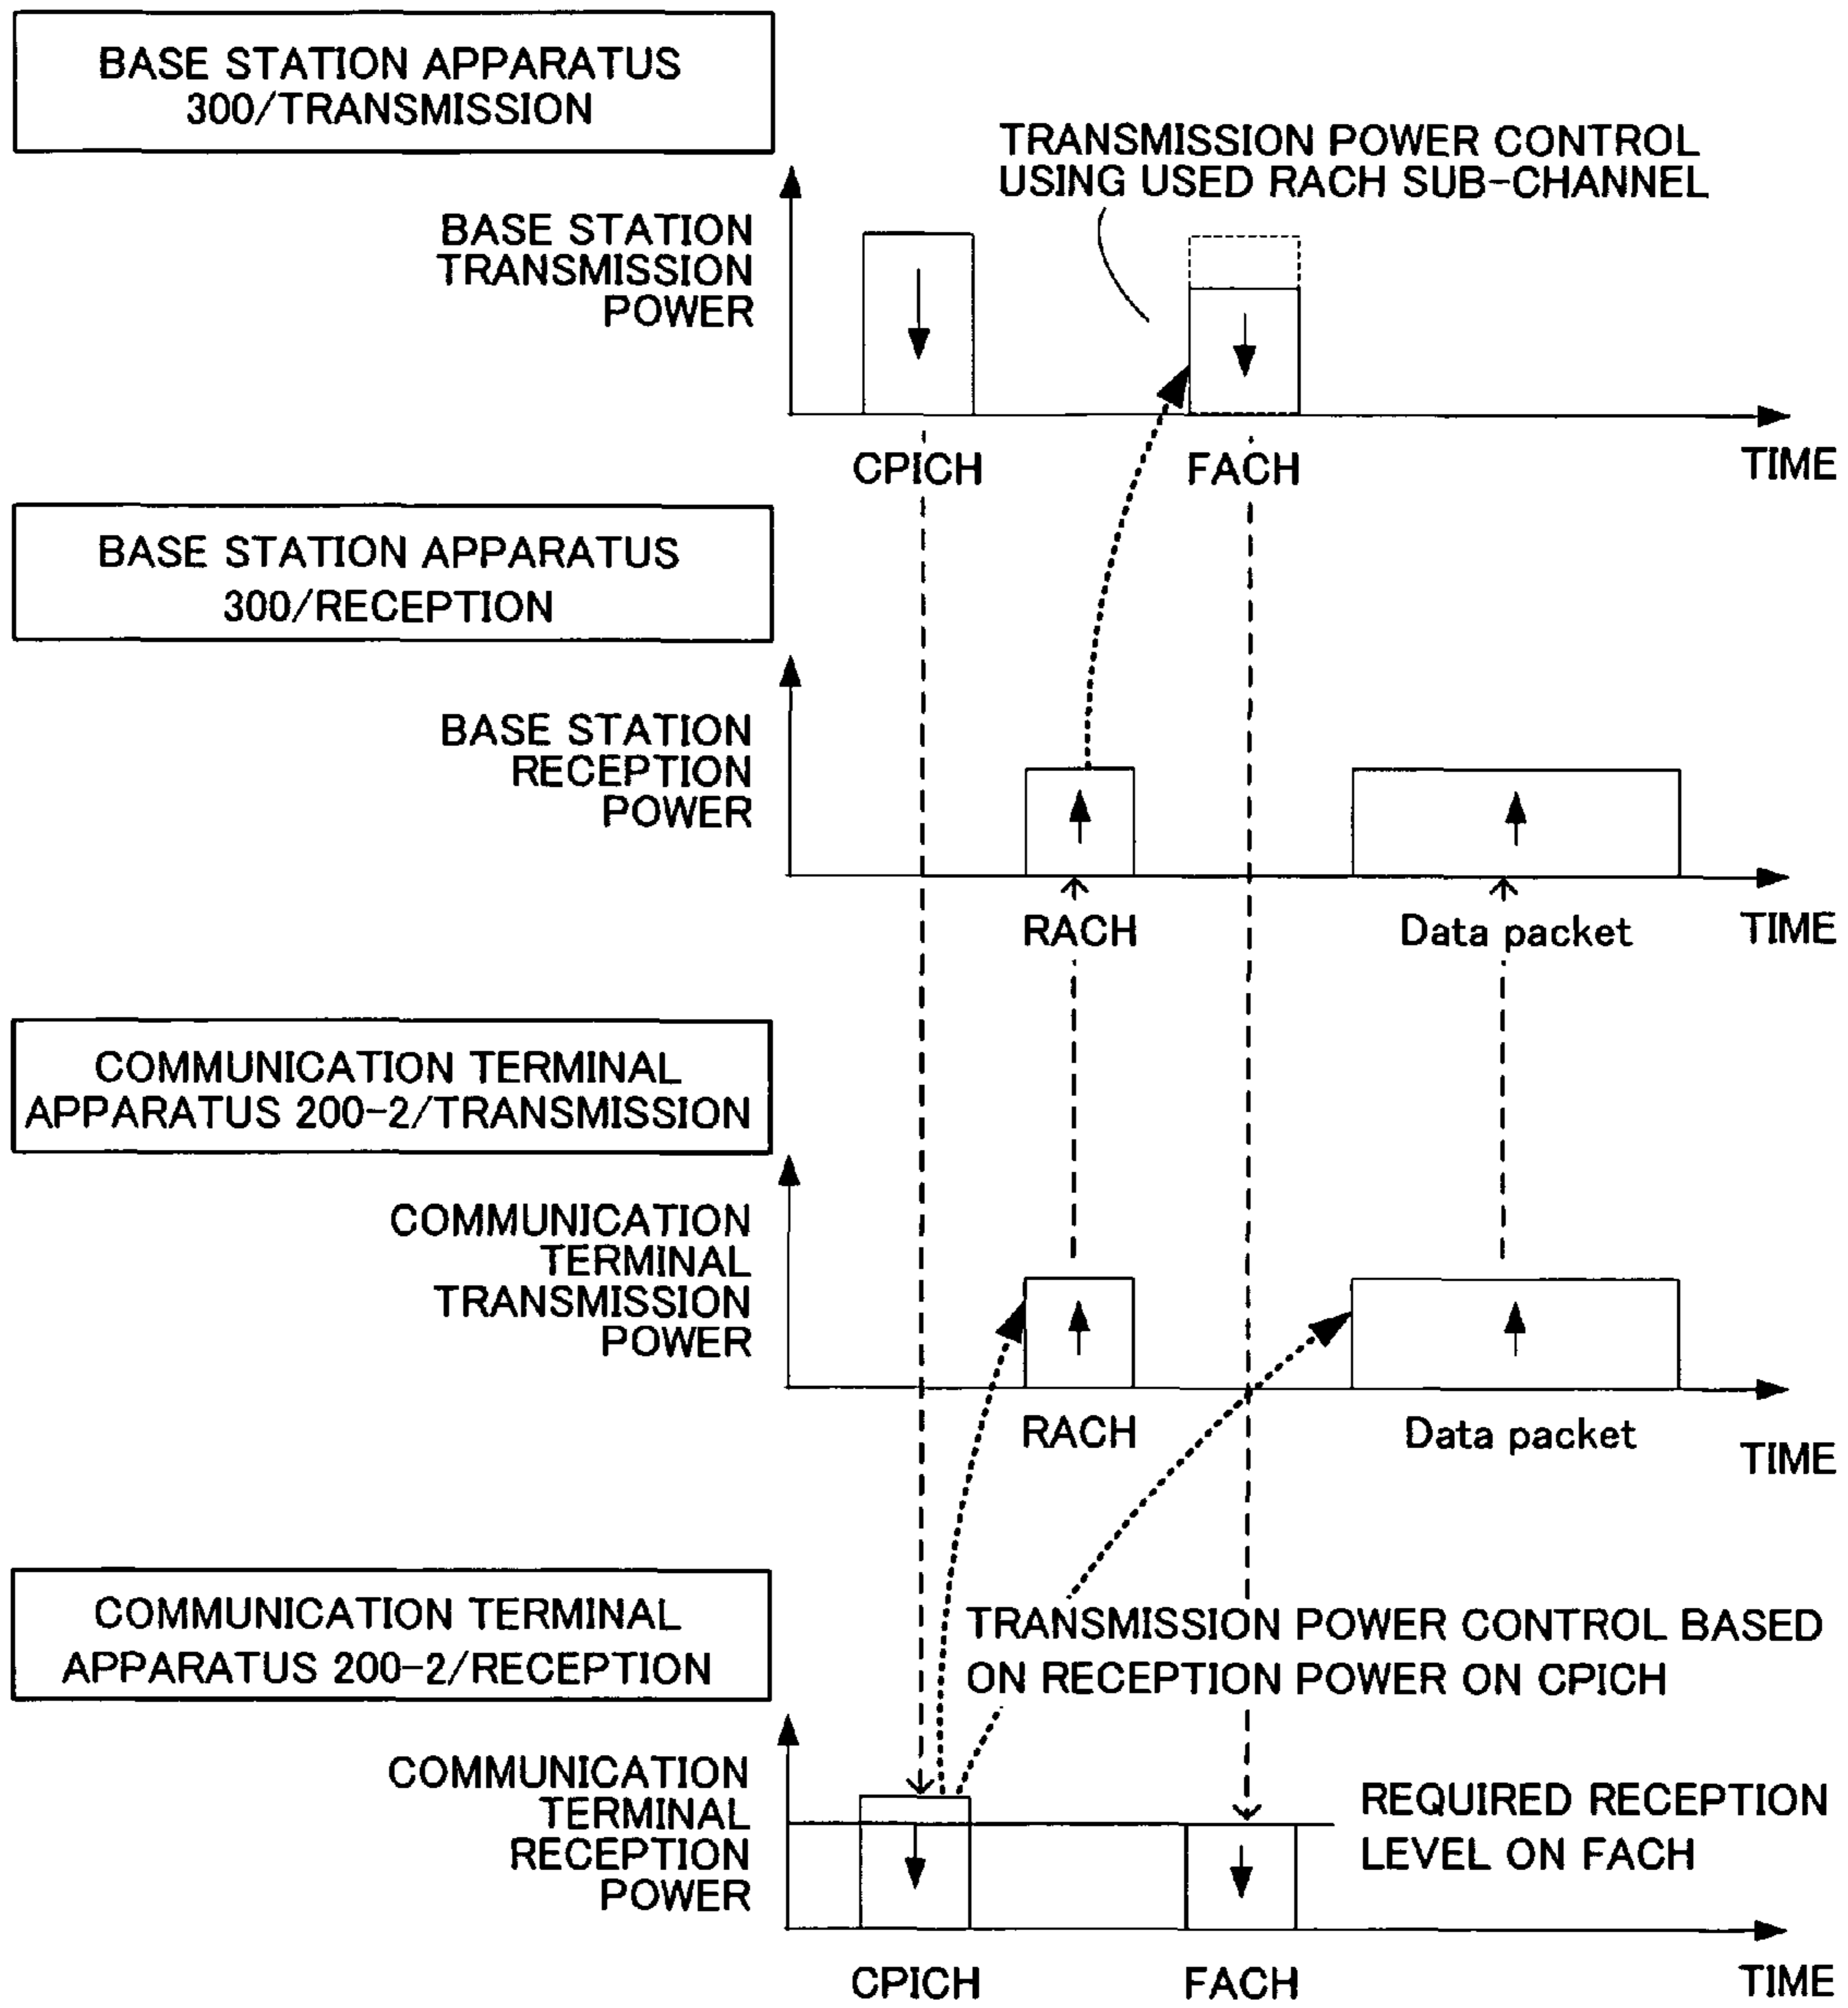 BASE STATION APPARATUS
300/TRANSMISSION
TRANSMISSION POWER CONTROL
USING USED RACH SUB-CHANNEL
BASE STATION
TRANSMISSION
POWER
CPICH
FACH
TIME
BASE STATION APPARATUS
300/RECEPTION
BASE STATION
RECEPTION
POWER
RACH
Data packet
TIME
COMMUNICATION TERMINAL
APPARATUS 200-2/TRANSMISSION
COMMUNICATION
TERMINAL
TRANSMISSION
POWER
RACH
Data packet
TIME
COMMUNICATION TERMINAL
APPARATUS 200-2/RECEPTION
TRANSMISSION POWER CONTROL BASED
ON RECEPTION POWER ON CPICH
COMMUNICATION
TERMINAL
RECEPTION
POWER
REQUIRED RECEPTION
LEVEL ON FACH
CPICH
FACH
TIME